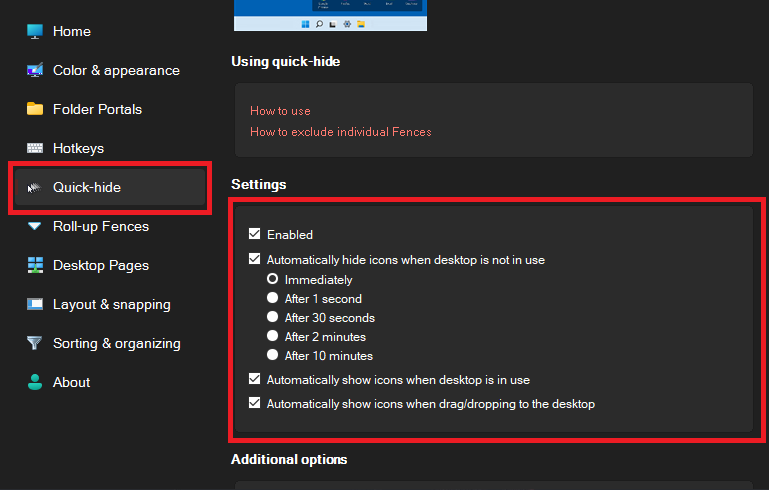 Home
Color & appearance
Folder Portals
Hotkeys
Quick-hide
Roll-up Fences
Desktop Pages
Layout & snapping
Sorting & organizing
About
Using quick-hide
How to use
How to exclude individual Fences
Settings
Enabled
Automatically hide icons when desktop is not in use
Immediately
After 1 second
After 30 seconds
After 2 minutes
After 10 minutes
Automatically show icons when desktop is in use
Automatically show icons when drag/dropping to the desktop
Additional options